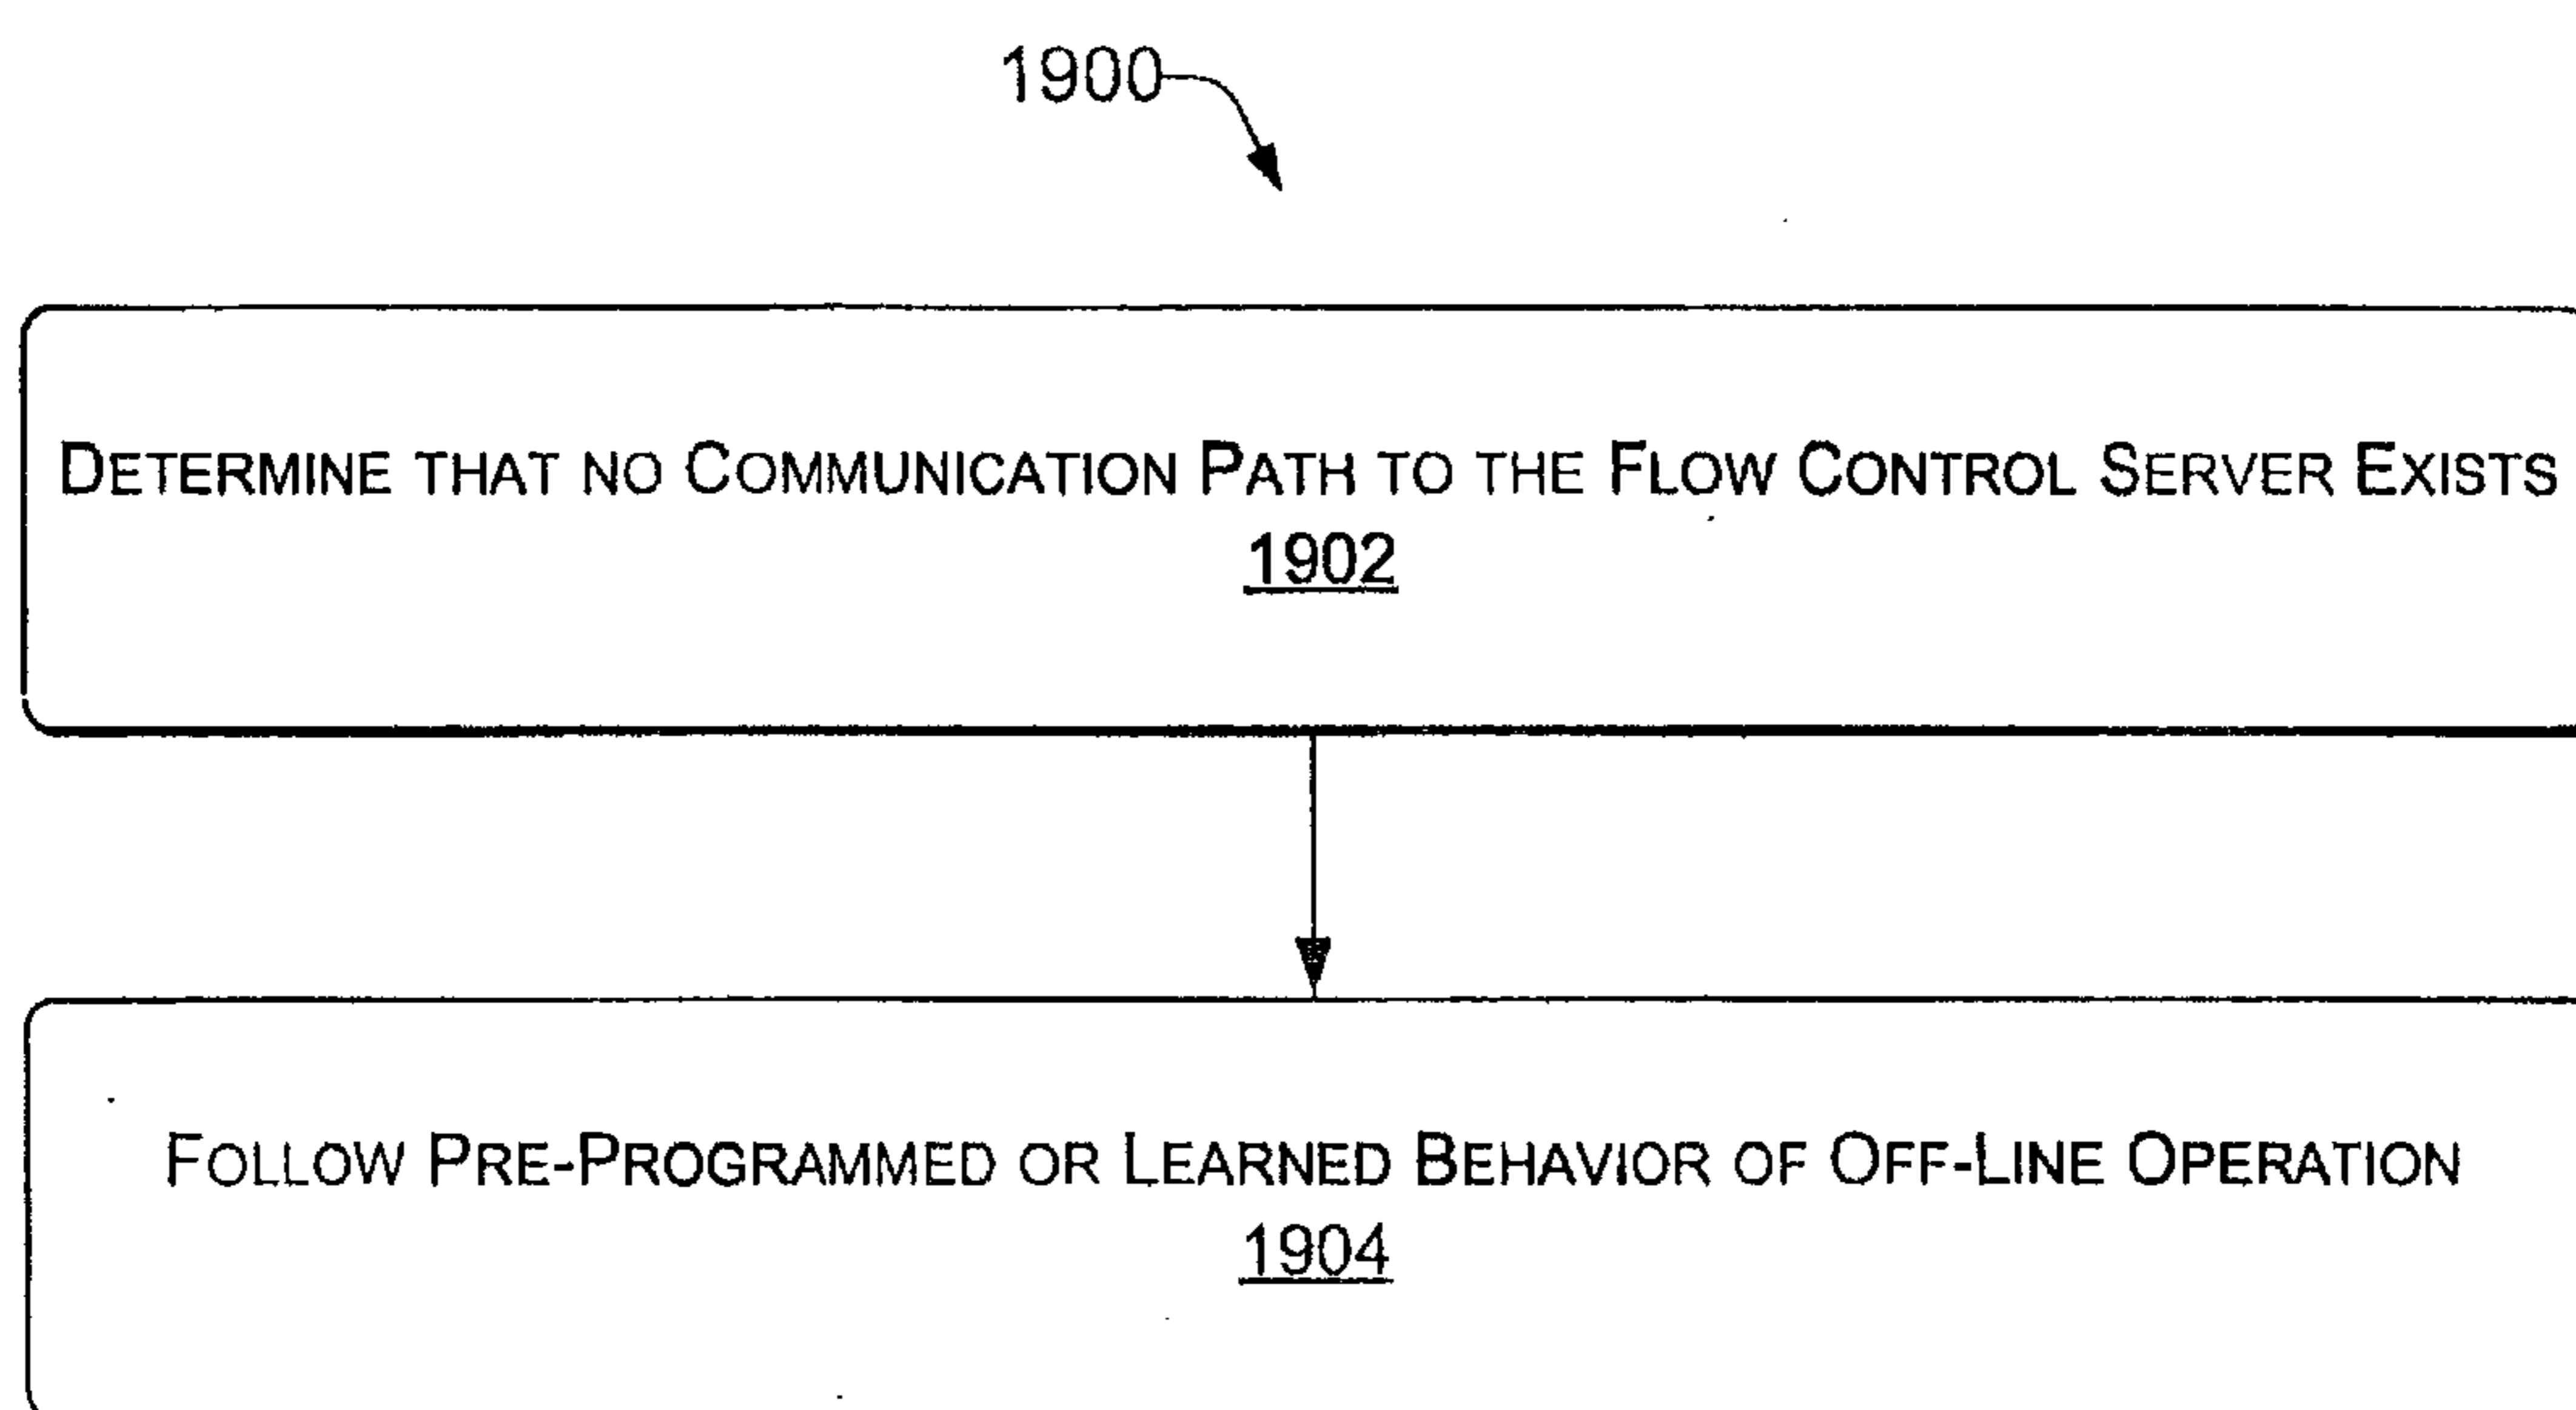 1900
DETERMINE THAT NO COMMUNICATION PATH TO THE FLOW CONTROL SERVER EXISTS
1902
FOLLOW PRE-PROGRAMMED OR LEARNED BEHAVIOR OF OFF-LINE OPERATION
1904